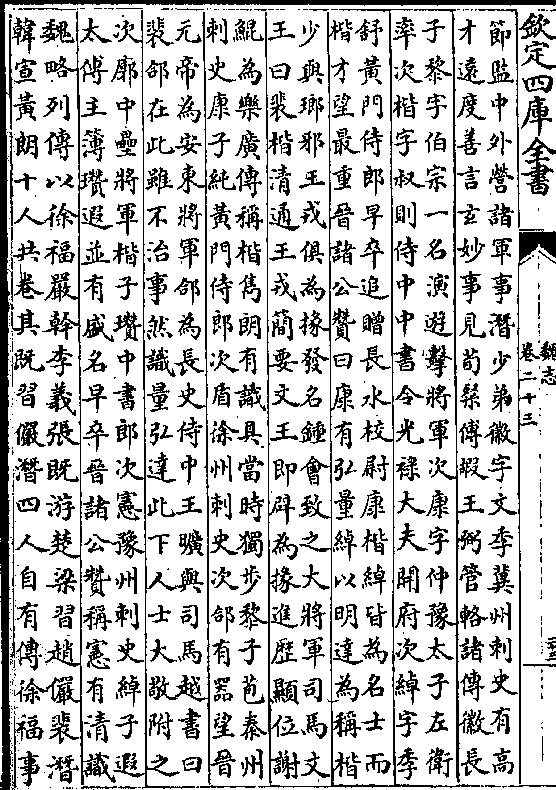 欽定四庫全書
魏志
卷二十三
節監中外營諸軍事潛少弟徽字文季冀州刺史有高
才遠度善言玄妙事見荀粲傅嘏王弼管輅諸傳徽長
子黎字伯宗一名演遊擊將軍次康字仲豫太子左衛
率次楷字叔則侍中中書令光祿大夫開府次綽字季
舒黃門侍郎早卒追贈長水校尉康楷綽皆為名士而
楷才望最重晉諸公贊曰康有弘量綽以明達為稱楷
少與瑯邪王戎俱為掾發名鍾會致之大將軍司馬文
王曰裴楷清通王戎簡要文王即辟為掾進歷顯位謝
鯤為樂廣傳稱楷雋朗有識具當時獨步黎子苞秦州
刺史康子純黃門侍郎次盾徐州刺史次郃有器望晉
元帝為安東將軍郃為長史侍中王曠與司馬越書曰
裴郃在此雖不治事然識量弘達此下人士大敬附之
次廓中壘將軍楷子瓚中書郎次憲豫州刺史綽子遐
太傅主簿瓚遐並有盛名早卒晉諸公贊稱憲有清識
魏略列傳以徐福嚴幹李義張既游楚梁習趙儼裴潛
韓宣黃朗十人共卷其既習儼潛四人自有傳徐福事